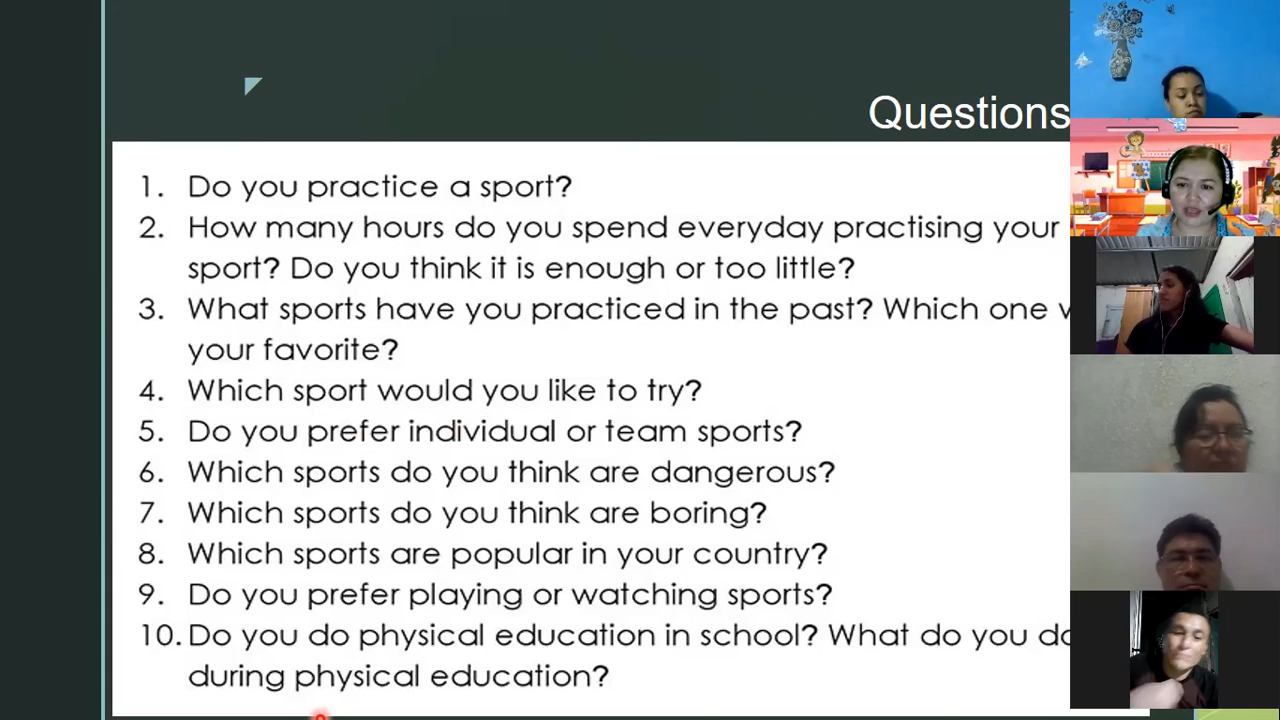 Questions
1. Do you practice a sport?
2. How many hours do you spend everyday practising your
sport? Do you think it is enough or too little?
3. What sports have you practiced in the past? Which one
your favorite?
4. Which sport would you like to try?
5. Do you prefer individual or team sports?
6. Which sports do you think are dangerous?
7. Which sports do you think are boring?
8. Which sports are popular in your country?
9. Do you prefer playing or watching sports?
10. Do you do physical education in school? What do you do
during physical education?